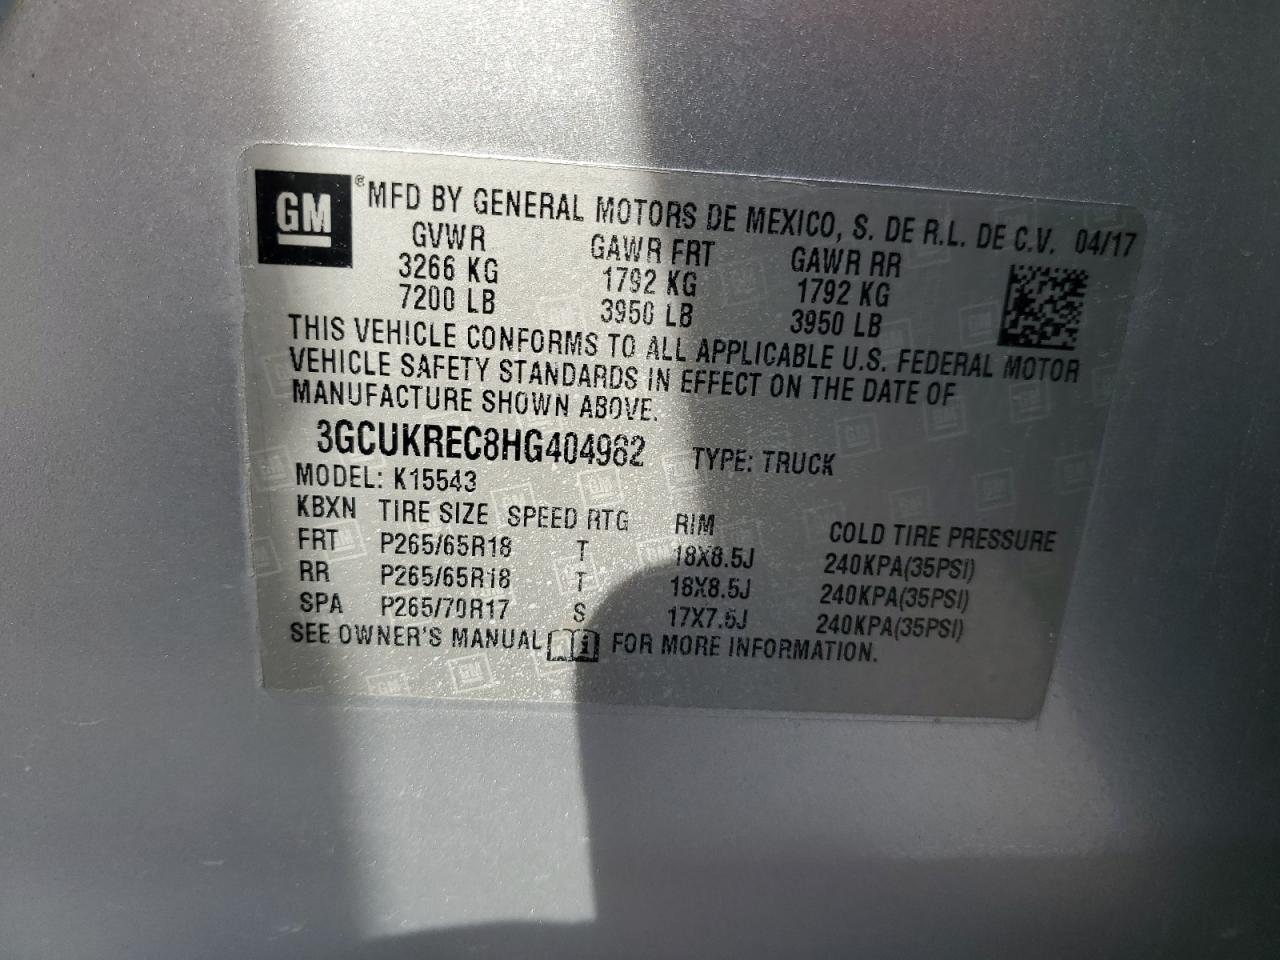 GM ® MFD BY GENERAL MOTORS DE MEXICO, S. DE R.L. DE C.V. 04/17
GVWR GAWR FRT GAWR RR
3266 KG 1792 KG 1792 KG
7200 LB 3950 LB 3950 LB
THIS VEHICLE CONFORMS TO ALL APPLICABLE U.S. FEDERAL MOTOR
VEHICLE SAFETY STANDARDS IN EFFECT ON THE DATE OF
MANUFACTURE SHOWN ABOVE.
3GCUKREC8HG404982 TYPE: TRUCK
MODEL: K15543
KBXN TIRE SIZE SPEED RTG RIM COLD TIRE PRESSURE
FRT P265/65R18 T 18X8.5J 240KPA(35PSI)
RR P265/65R18 T 18X8.5J 240KPA(35PSI)
SPA P265/70R17 S 17X7.5J 240KPA(35PSI)
SEE OWNER'S MANUAL FOR MORE INFORMATION.